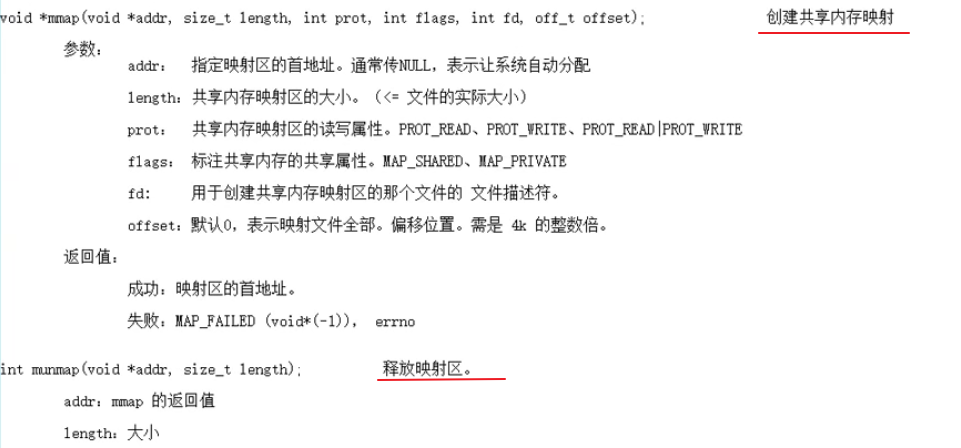 void *mmap(void *addr, size_t length, int prot, int flags, int fd, off_t offset); 创建共享内存映射
参数：
addr： 指定映射区的首地址。通常传NULL，表示让系统自动分配
length：共享内存映射区的大小。（<= 文件的实际大小）
prot： 共享内存映射区的读写属性。PROT_READ、PROT_WRITE、PROT_READ|PROT_WRITE
flags： 标注共享内存的共享属性。MAP_SHARED、MAP_PRIVATE
fd: 用于创建共享内存映射区的那个文件的 文件描述符。
offset：默认0，表示映射文件全部。偏移位置。需是 4k 的整数倍。
返回值：
成功：映射区的首地址。
失败：MAP_FAILED (void*(-1))， errno
int munmap(void *addr, size_t length); 释放映射区。
addr：mmap 的返回值
length：大小